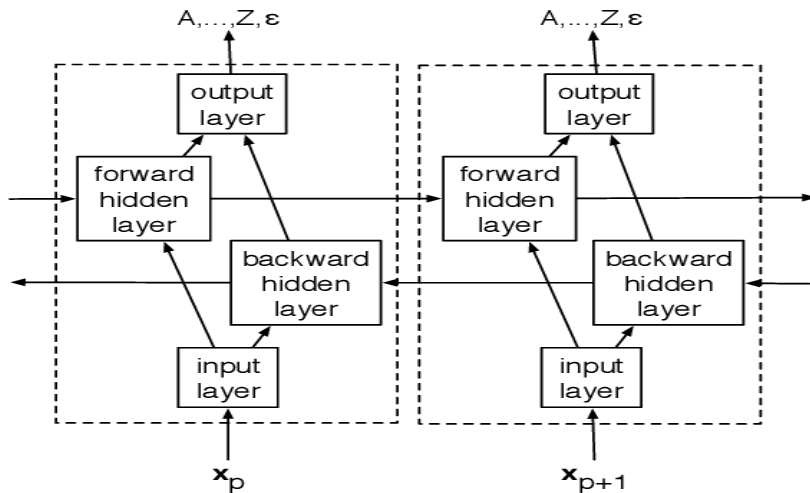 A,...,Z,ε
A,...,Z,ε
output
layer
output
layer
forward
hidden
layer
forward
hidden
layer
backward
hidden
layer
backward
hidden
layer
input
layer
input
layer
xp
xp+1